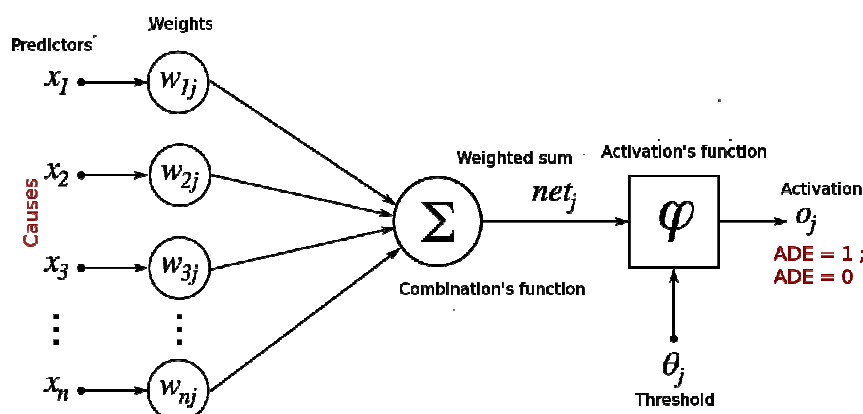 Predictors
Weights
x1
w1j
x2
w2j
Causes
x3
w3j
xn
wnj
Σ
Combination's function
Weighted sum
netj
Activation's function
φ
θj
Threshold
Activation
oj
ADE = 1 ;
ADE = 0